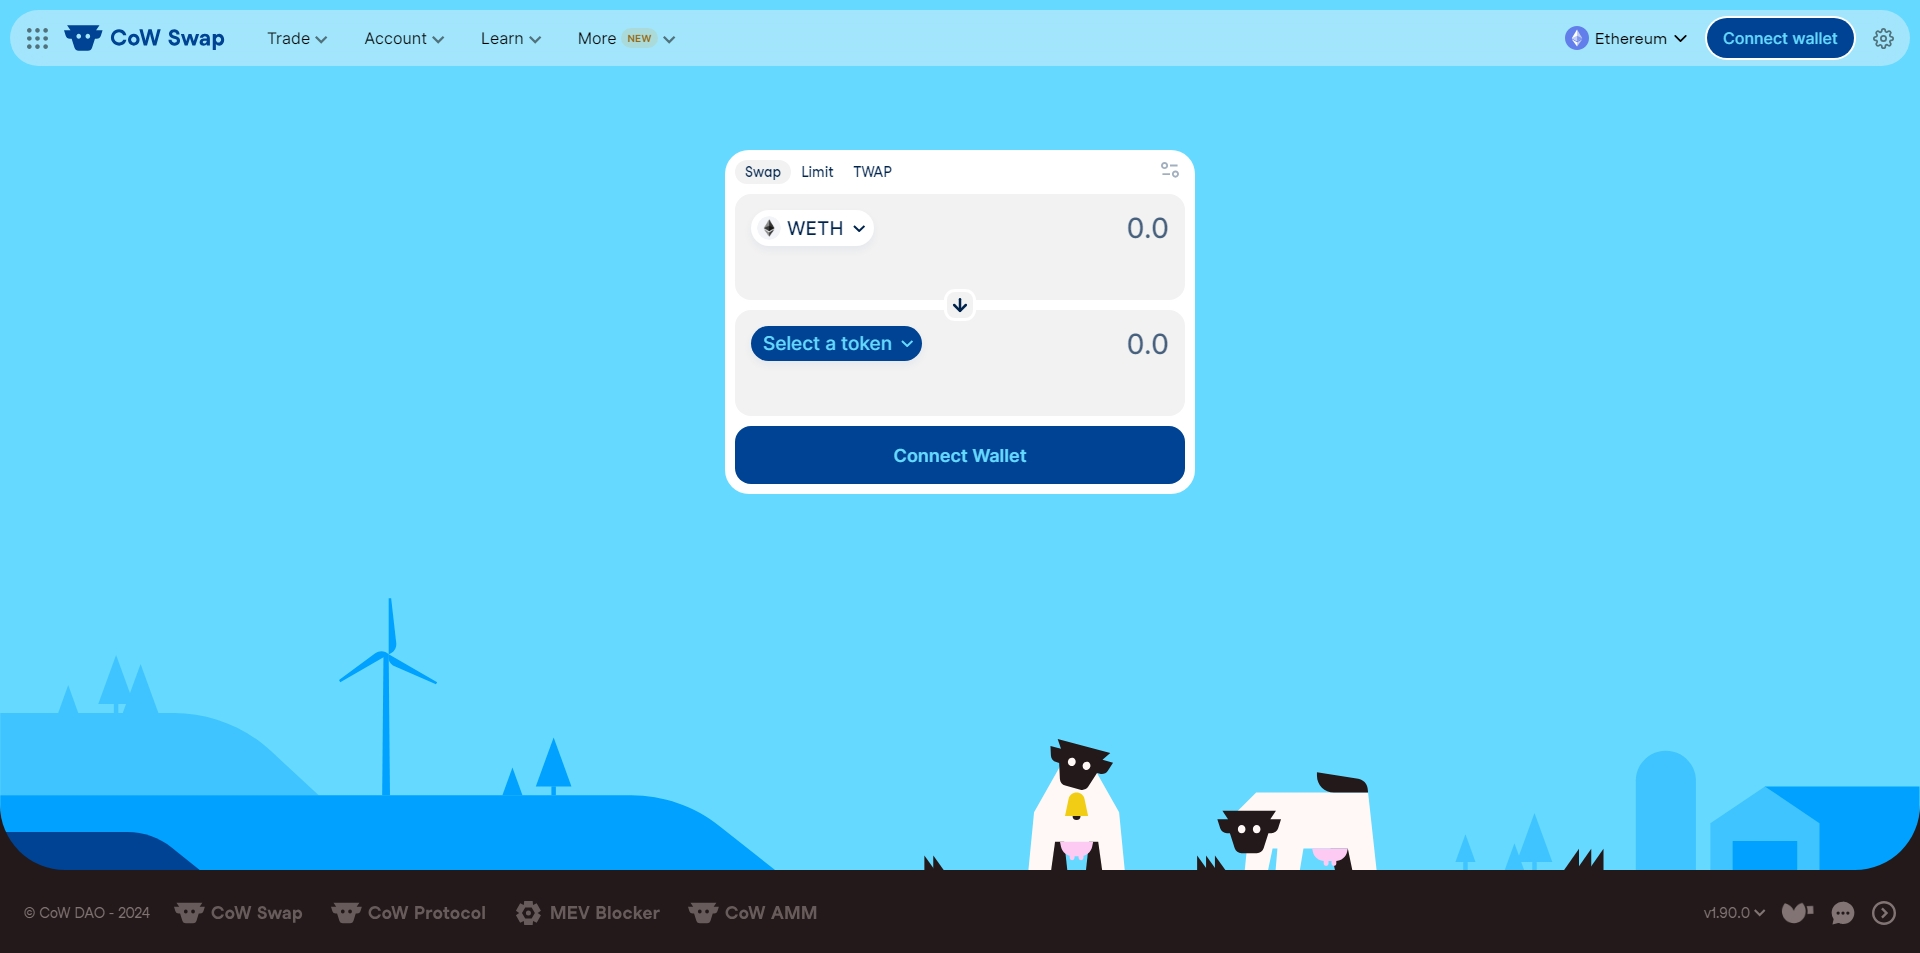 CoW Swap
Trade
Account
Learn
More NEW
Ethereum
Connect wallet
Swap
Limit
TWAP
WETH
0.0
Select a token
0.0
Connect Wallet
© CoW DAO - 2024
CoW Swap
CoW Protocol
MEV Blocker
CoW AMM
v1.90.0